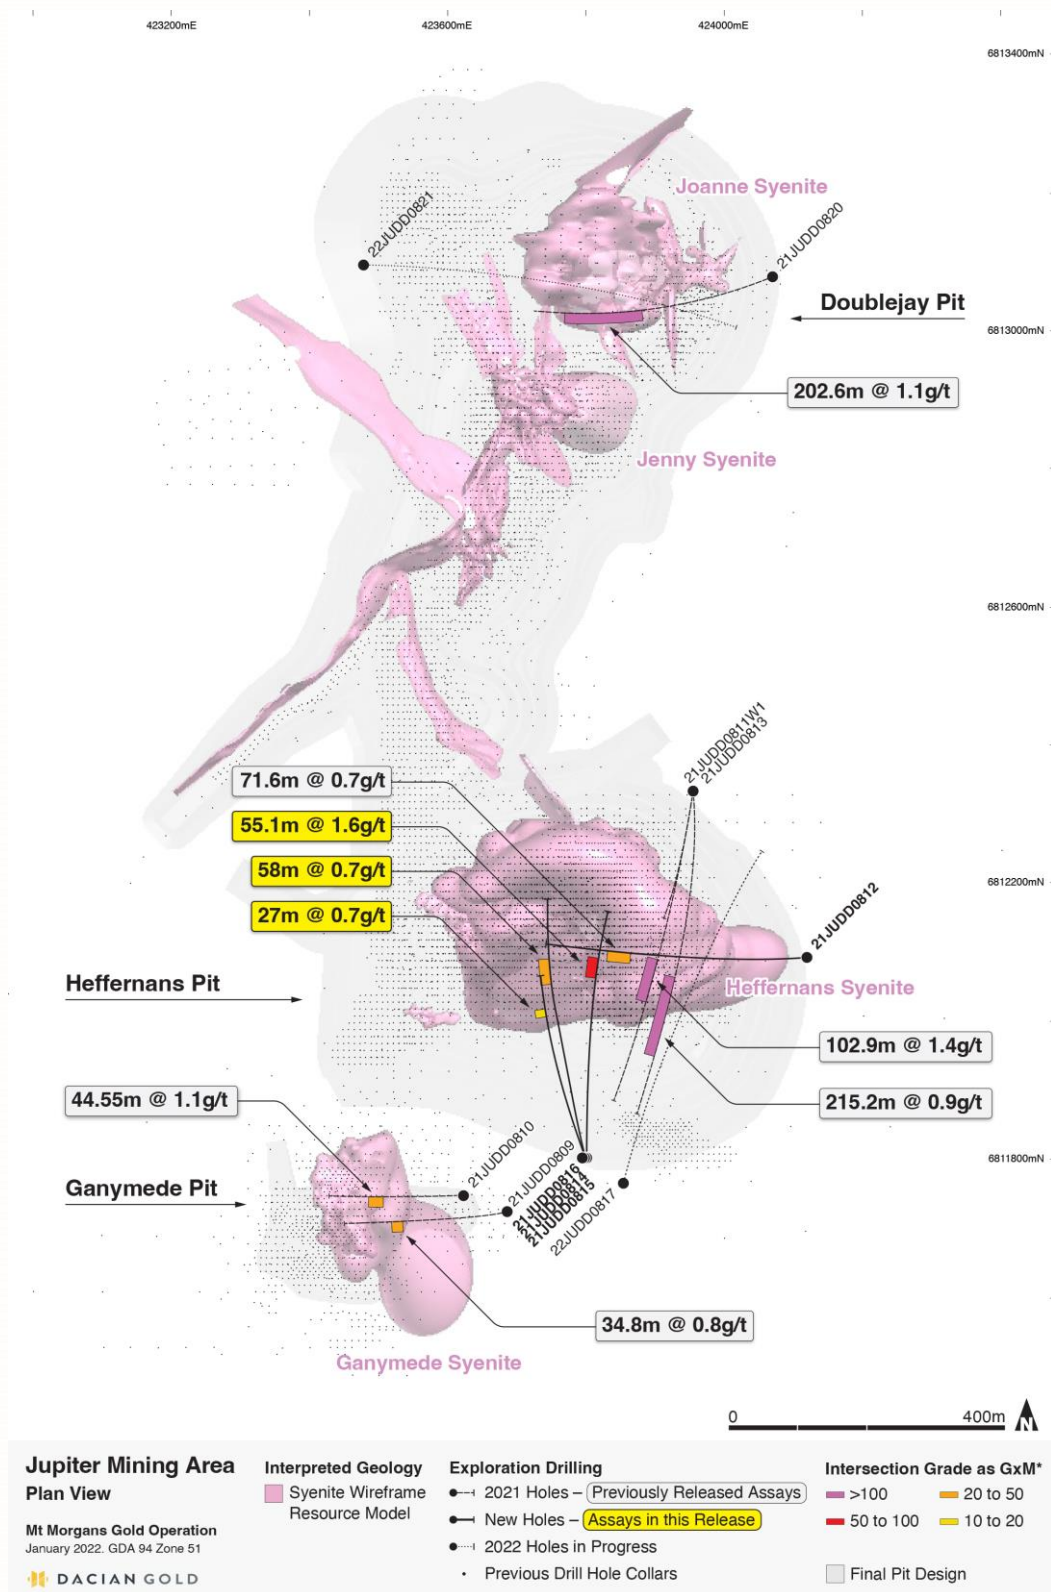 423200mE
423600mE
424000mE
6813400mN
Joanne Syenite
22JUDD0821
21JUDD0820
Doublejay Pit
6813000mN
202.6m @ 1.1g/t
Jenny Syenite
6812600mN
21JUDD0811W1
21JUDD0813
71.6m @ 0.7g/t
55.1m @ 1.6g/t
58m @ 0.7g/t
27m @ 0.7g/t
6812200mN
21JUDD0812
Heffernans Pit
Heffernans Syenite
102.9m @ 1.4g/t
44.55m @ 1.1g/t
215.2m @ 0.9g/t
21JUDD0810
21JUDD0809
21JUDD0816
21JUDD0814
21JUDD0815
22JUDD0817
6811800mN
Ganymede Pit
34.8m @ 0.8g/t
Ganymede Syenite
0 400m
N
Jupiter Mining Area
Plan View
Mt Morgans Gold Operation
January 2022. GDA 94 Zone 51
DACIAN GOLD
Interpreted Geology
Syenite Wireframe
Resource Model
Exploration Drilling
2021 Holes – Previously Released Assays
New Holes – Assays in this Release
2022 Holes in Progress
Previous Drill Hole Collars
Intersection Grade as GxM*
>100 20 to 50
50 to 100 10 to 20
Final Pit Design